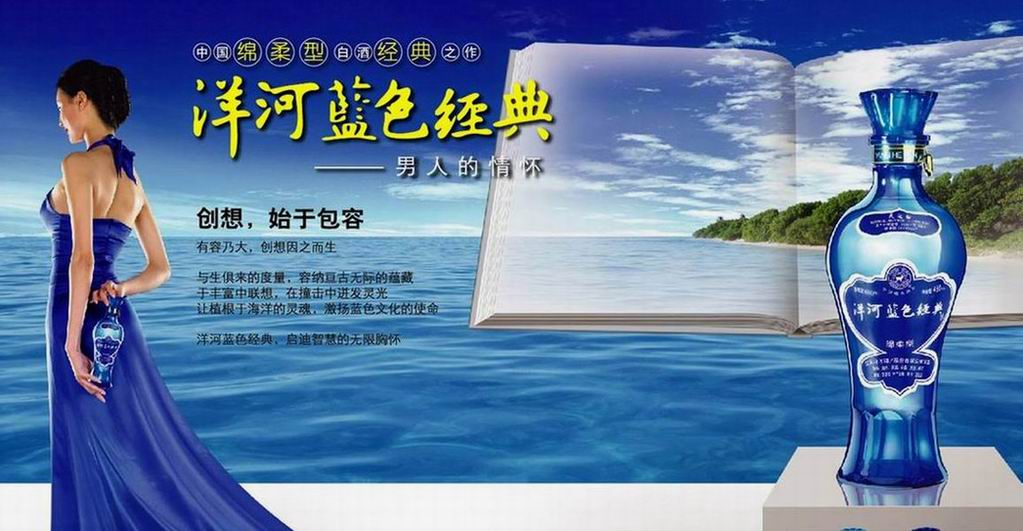 中国绵柔型白酒经典之作
洋河藍色经典
——男人的情怀
创想，始于包容
有容乃大，创想因之而生
与生俱来的度量，容纳亘古无际的蕴藏
于丰富中联想，在撞击中迸发灵光
让植根于海洋的灵魂，激扬蓝色文化的使命
洋河蓝色经典，启迪智慧的无限胸怀
洋河蓝色经典